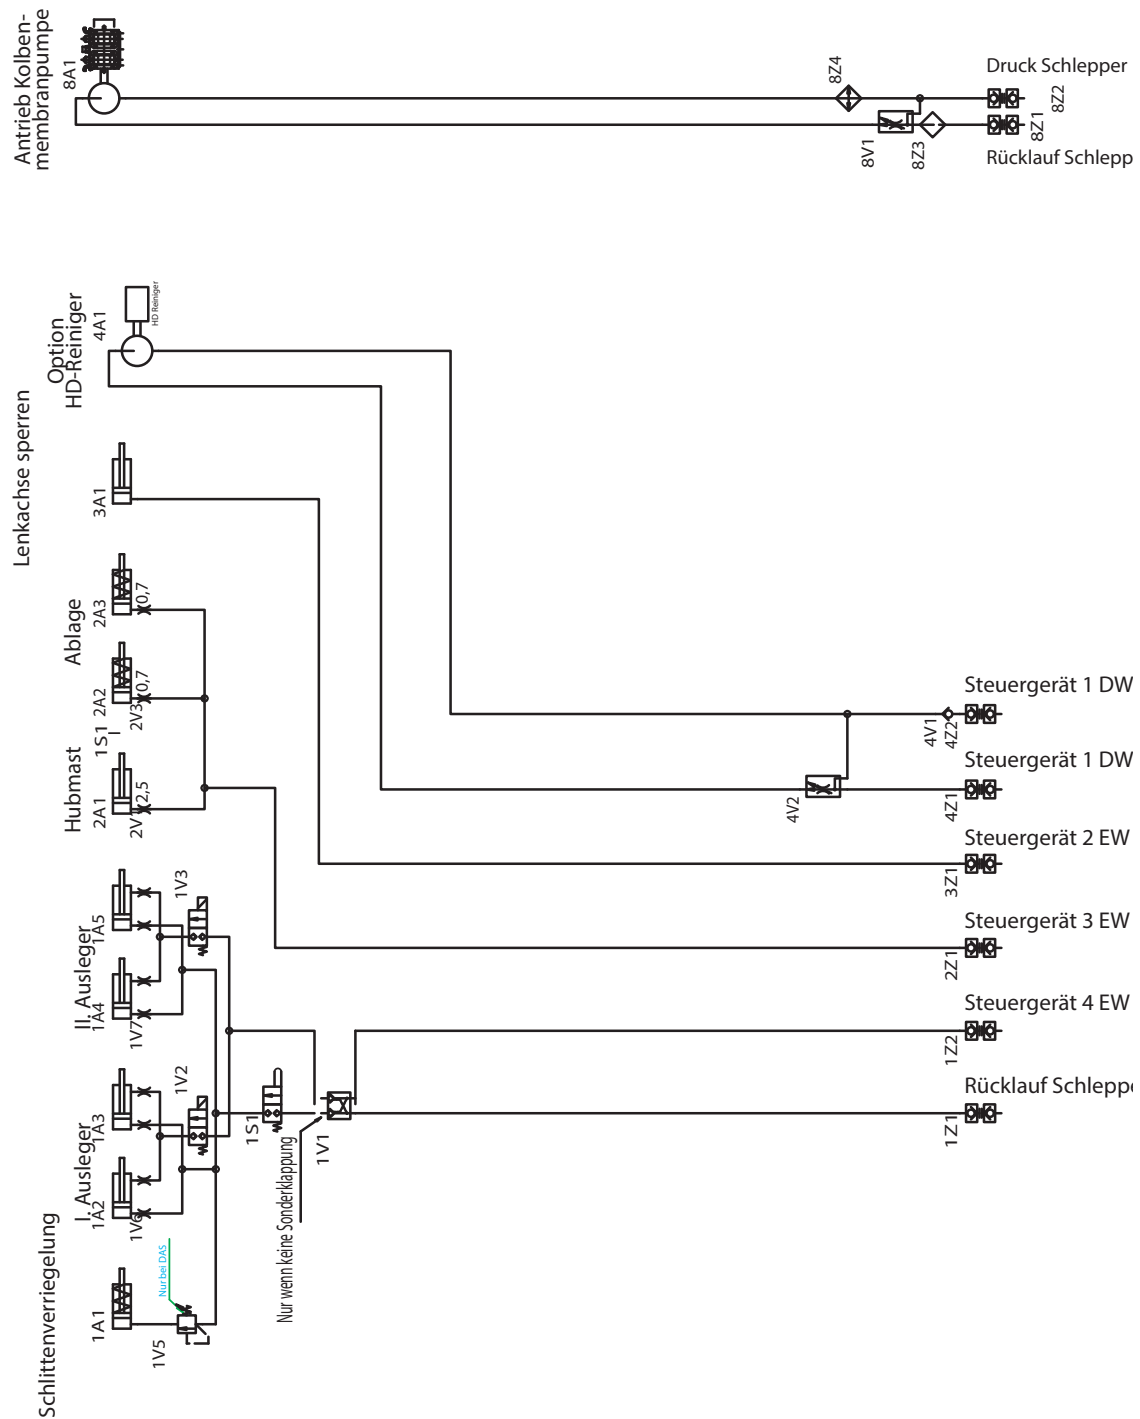 Antrieb Kolben-
membranpumpe
8A1
8Z4
Druck Schlepper
8Z2
8V1
8Z3
8Z1
Rücklauf Schlepp
Option
HD-Reiniger
4A1
HD Reiniger
Lenkachse sperren
3A1
Ablage
2A3
0,7
2A2
2V3
0,7
1S1
Hubmast
2A1
2,5
Steuergerät 1 DW
4V1
4Z2
Steuergerät 1 DW
4V2
4Z1
Steuergerät 2 EW
3Z1
Steuergerät 3 EW
2Z1
Steuergerät 4 EW
1Z2
Rücklauf Schleppe
1Z1
II. Ausleger
1A5
1A4
1V7
1V3
I. Ausleger
1A3
1A2
1V6
1V2
1S1
1V1
Nur wenn keine Sonderklappung
Schlittenverriegelung
1A1
1V5
Nur bei DAS